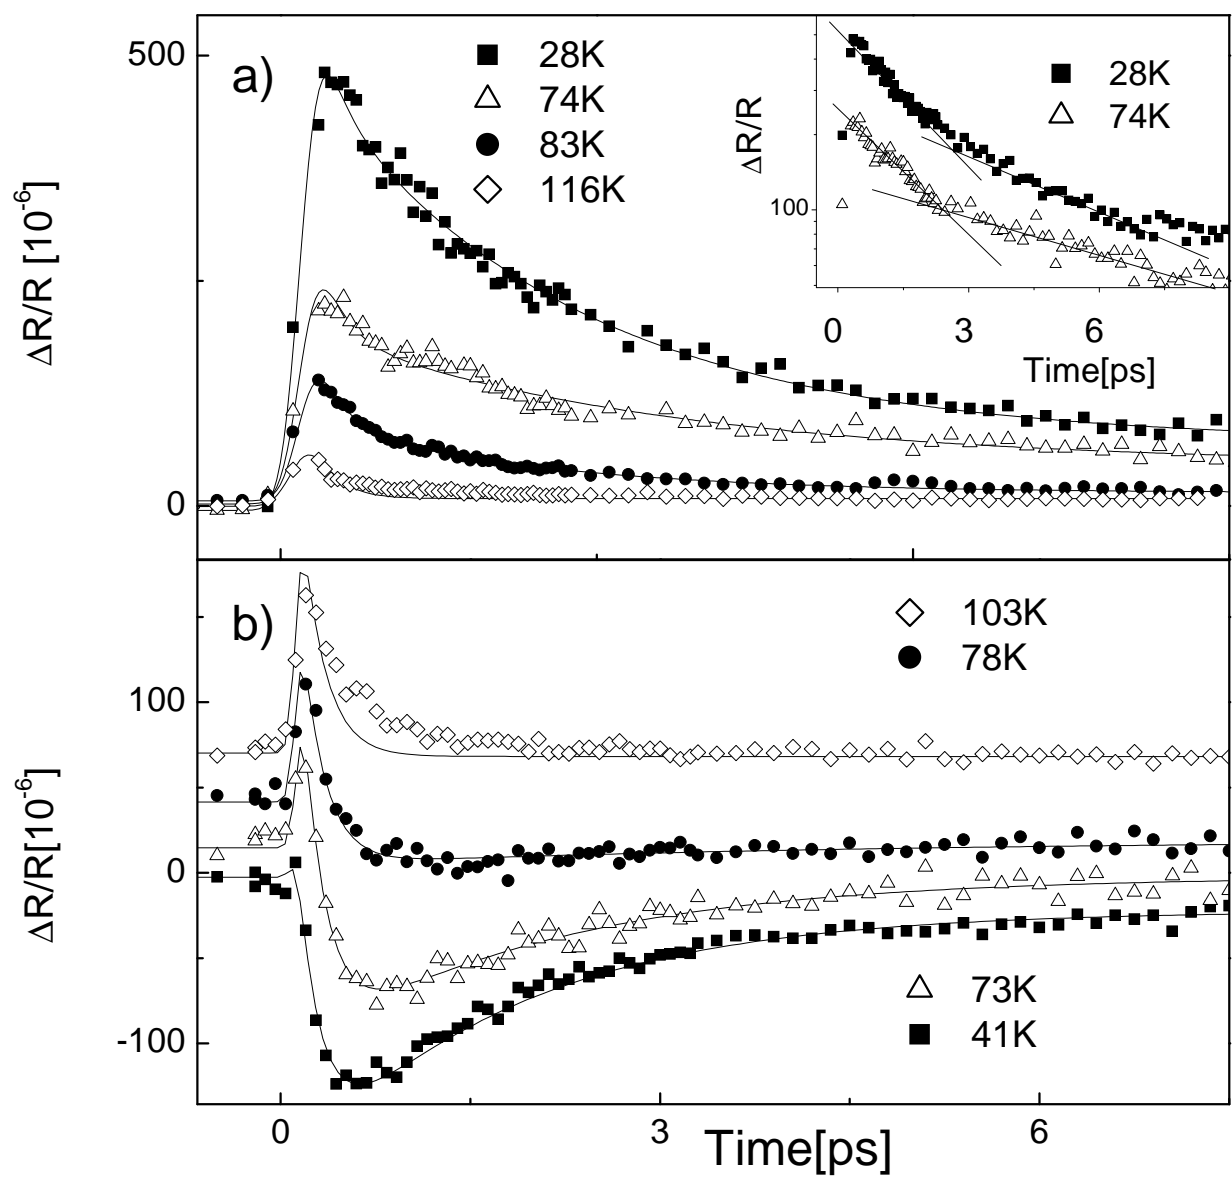 500
a)
28K
74K
83K
116K
ΔR/R [10⁻⁶]
0
28K
74K
ΔR/R
100
0
3
6
Time[ps]
b)
103K
78K
100
ΔR/R[10⁻⁶]
0
73K
41K
-100
0
3
6
Time[ps]